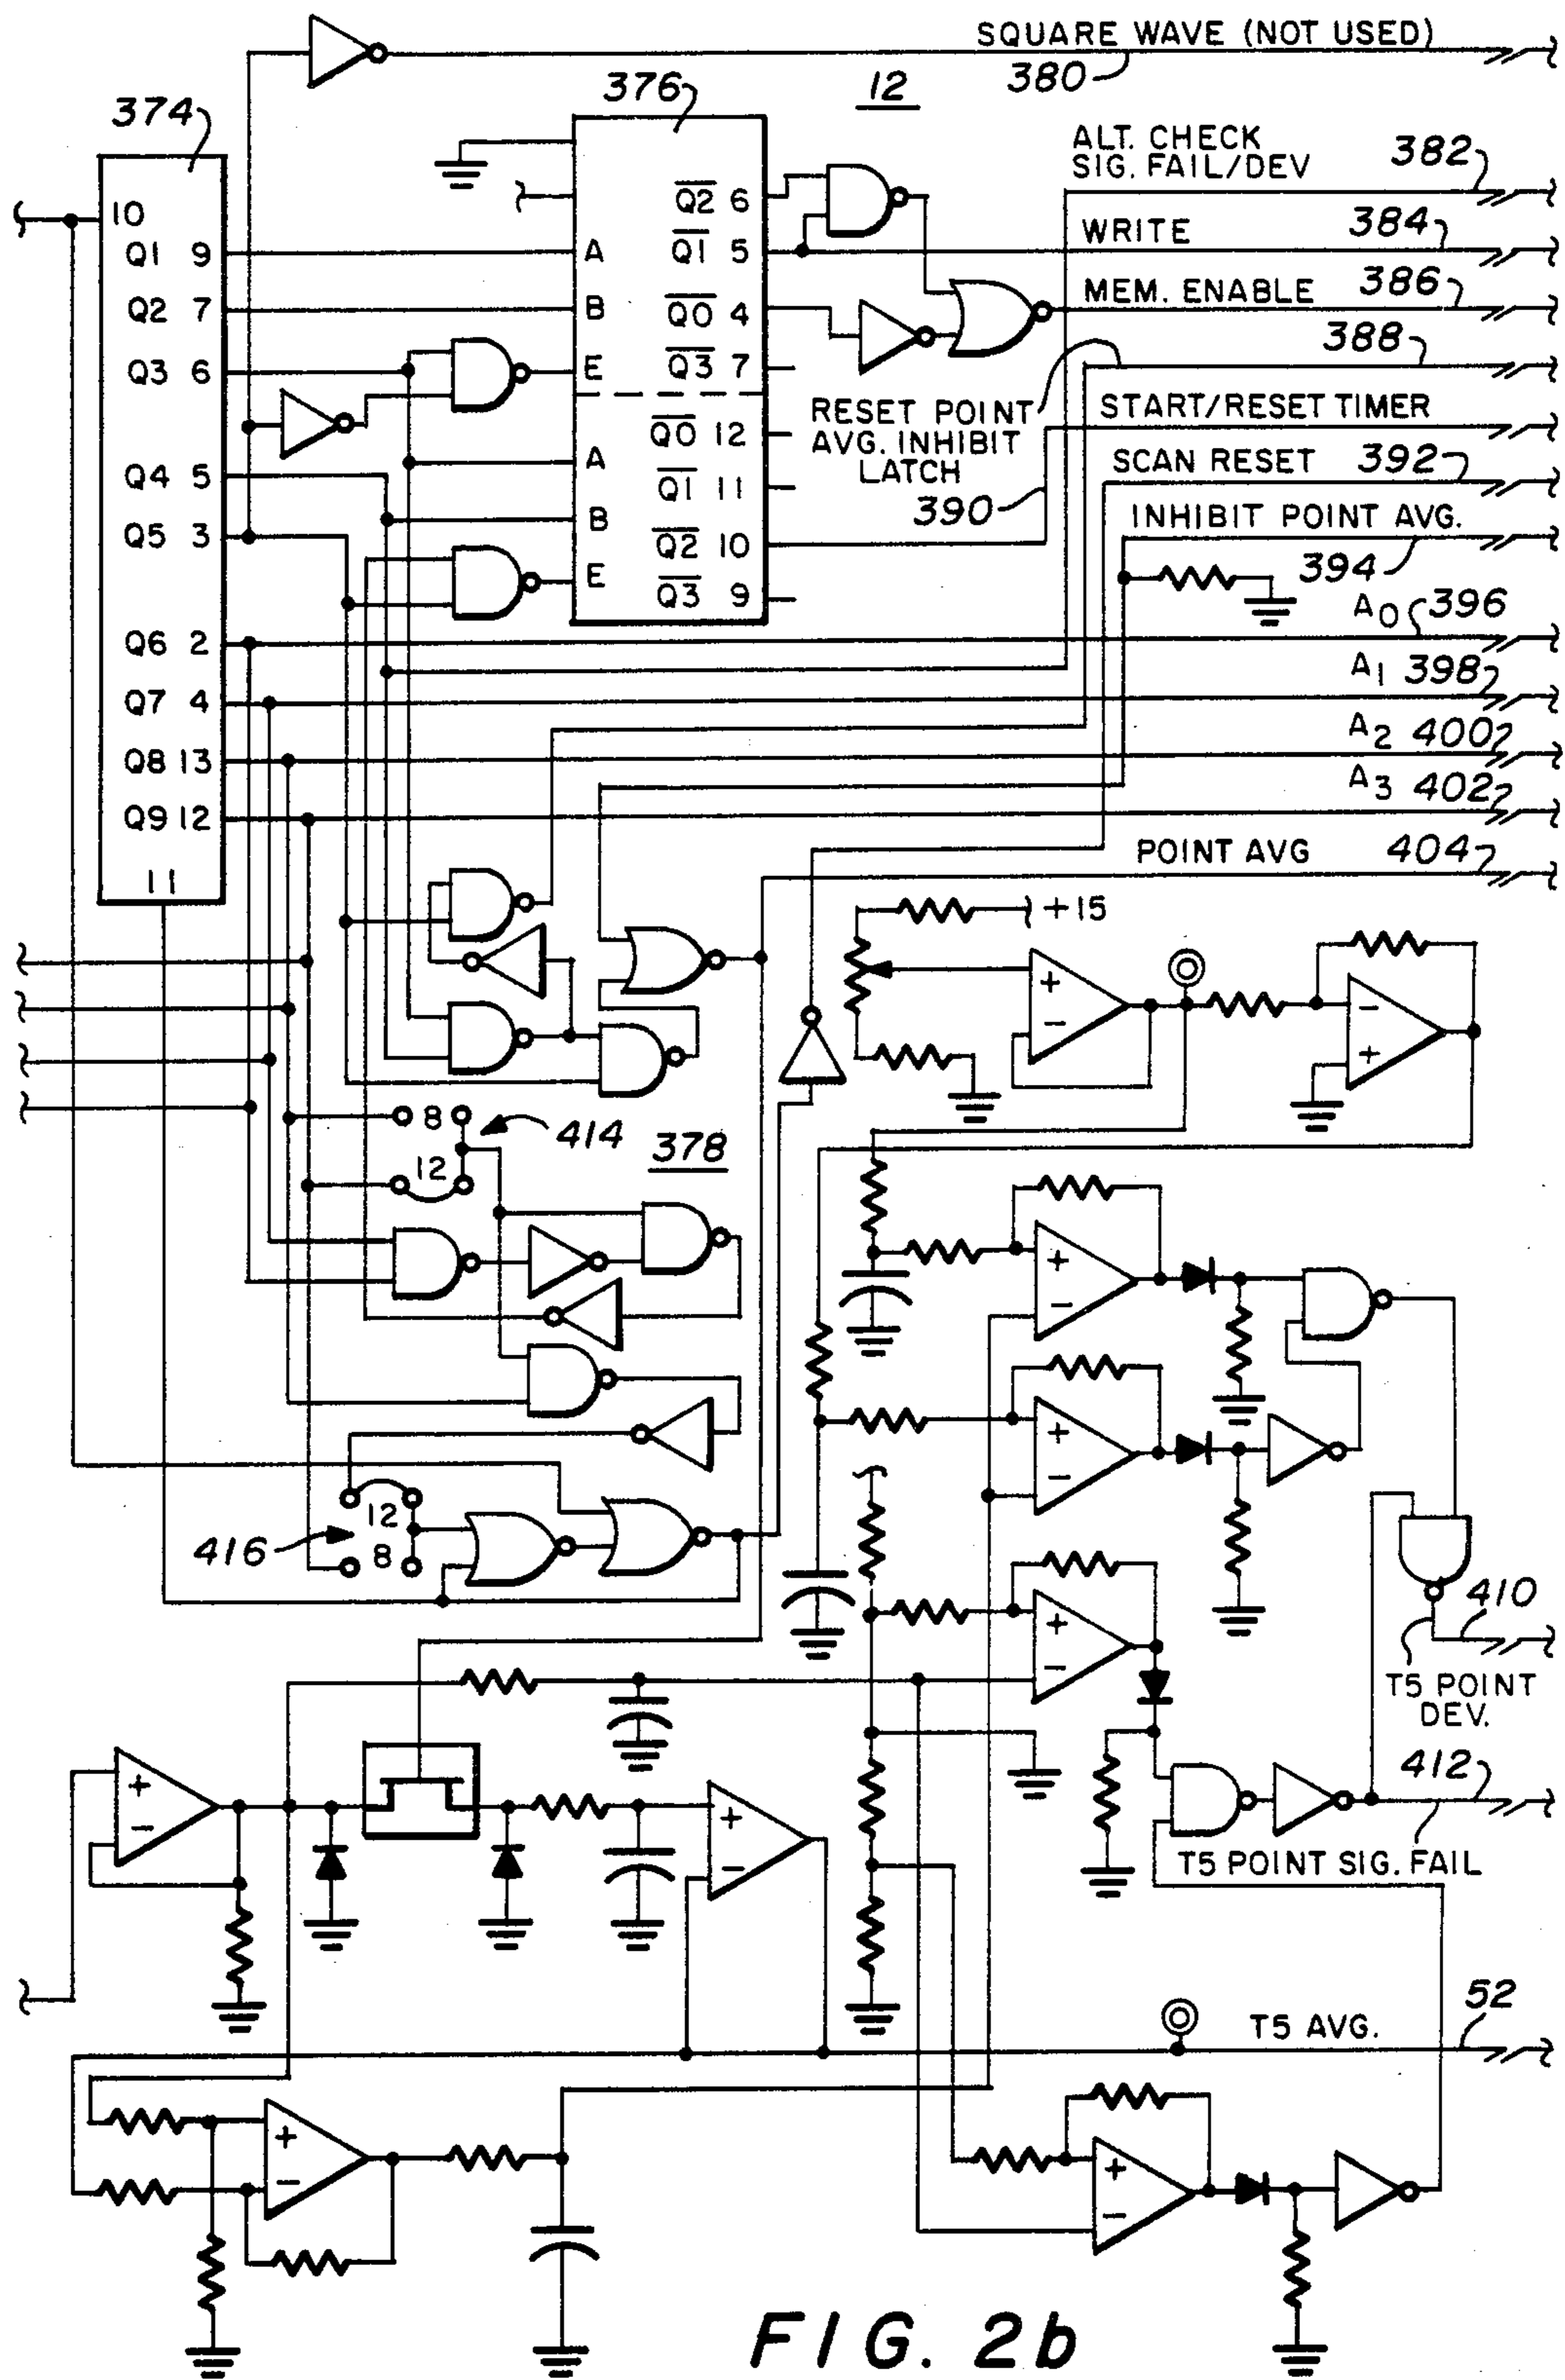 SQUARE WAVE (NOT USED)
380
12
374
376
ALT. CHECK
SIG. FAIL/DEV
382
10
Q2 6
Q1 9
A
Q1 5
WRITE
384
Q2 7
B
Q0 4
MEM. ENABLE
386
Q3 6
E
Q3 7
388
RESET POINT
AVG. INHIBIT
LATCH
START/RESET TIMER
390
Q0 12
A
Q4 5
Q1 11
SCAN RESET
392
B
Q5 3
Q2 10
INHIBIT POINT AVG.
394
E
Q3 9
Q6 2
A0
396
Q7 4
A1
398
Q8 13
A2
400
Q9 12
A3
402
11
POINT AVG
404
+15
+
-
-
+
8
414
378
12
+
-
+
-
12
416
8
+
-
410
T5 POINT
DEV.
412
+
-
+
-
T5 POINT SIG. FAIL
T5 AVG.
52
+
-
+
-
FIG. 2b